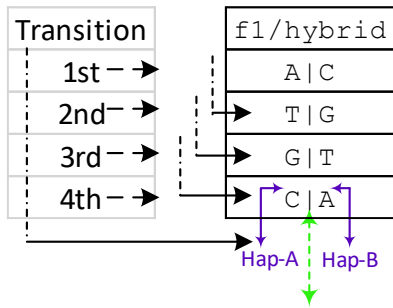 Transition f1/hybrid
1st A|C
2nd T|G
3rd G|T
4th C|A
Hap-A Hap-B